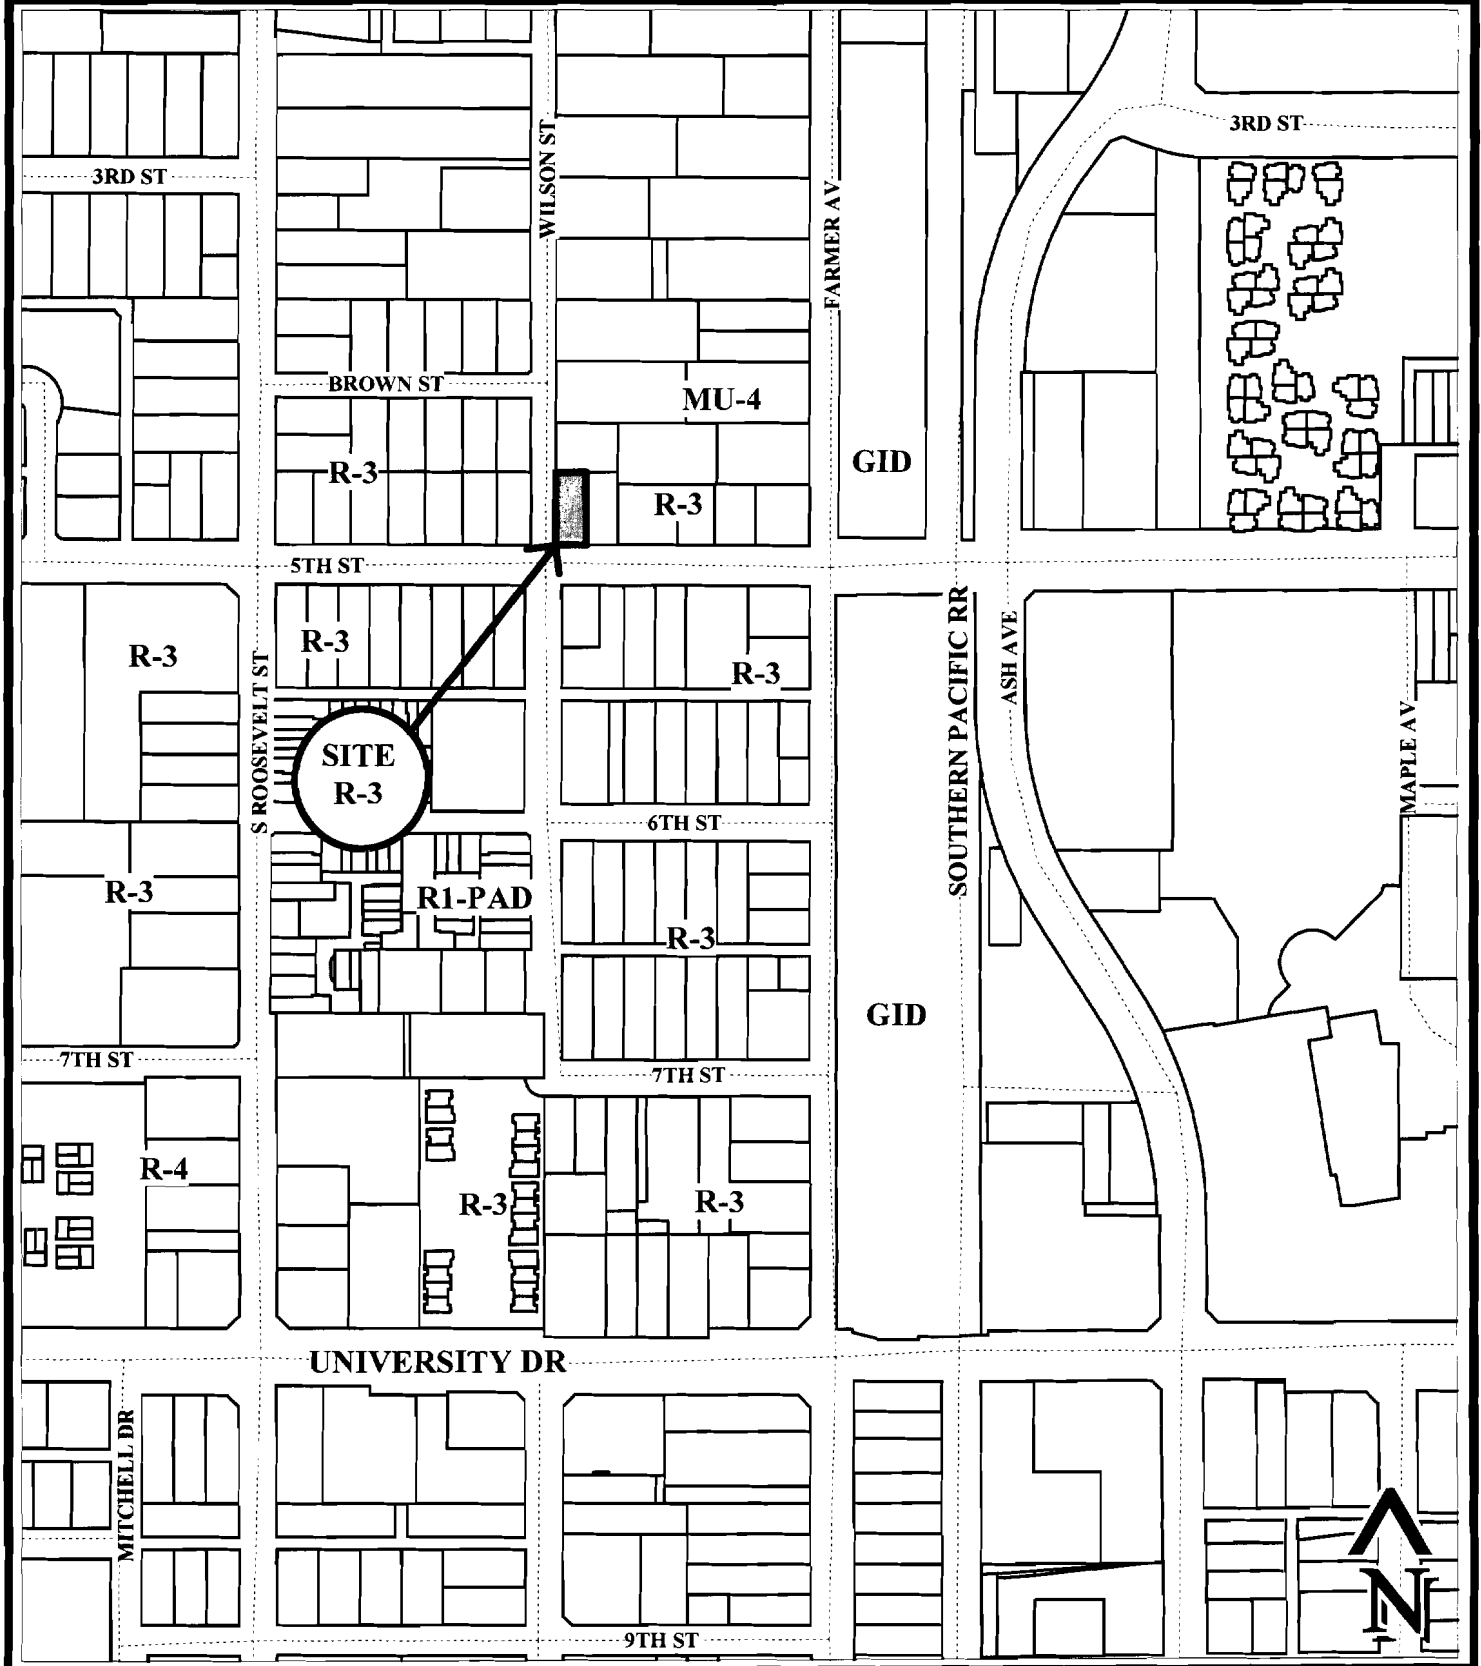 3RD ST
3RD ST
WILSON ST
FARMER AV
BROWN ST
MU-4
R-3
GID
R-3
5TH ST
R-3
R-3
R-3
S ROOSEVELT ST
SOUTHERN PACIFIC RR
ASH AVE
MAPLE AV
SITE
R-3
6TH ST
R-3
R1-PAD
R-3
GID
7TH ST
7TH ST
R-4
R-3
R-3
UNIVERSITY DR
MITCHELL DR
9TH ST
N